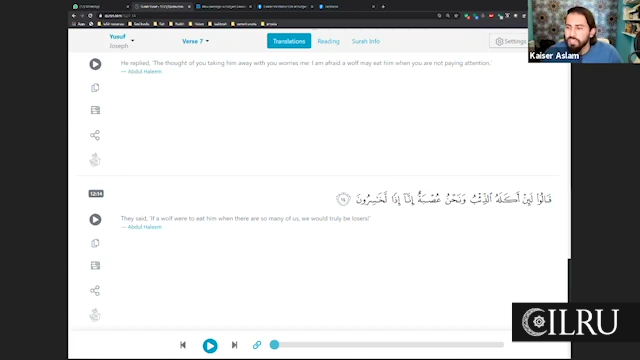 Yusuf
Joseph
Verse 7
Translations
Reading
Surah Info
Settings
Kaiser Aslam
He replied, 'The thought of you taking him away with you worries me: I am afraid a wolf may eat him when you are not paying attention.'
— Abdul Haleem
12:14
قَالُوا۟ لَئِنْ أَكَلَهُ ٱلذِّئْبُ وَنَحْنُ عُصْبَةٌ إِنَّآ إِذًا لَّخَـٰسِرُونَ ١٤
They said, 'If a wolf were to eat him when there are so many of us, we would truly be losers!'
— Abdul Haleem
CILRU